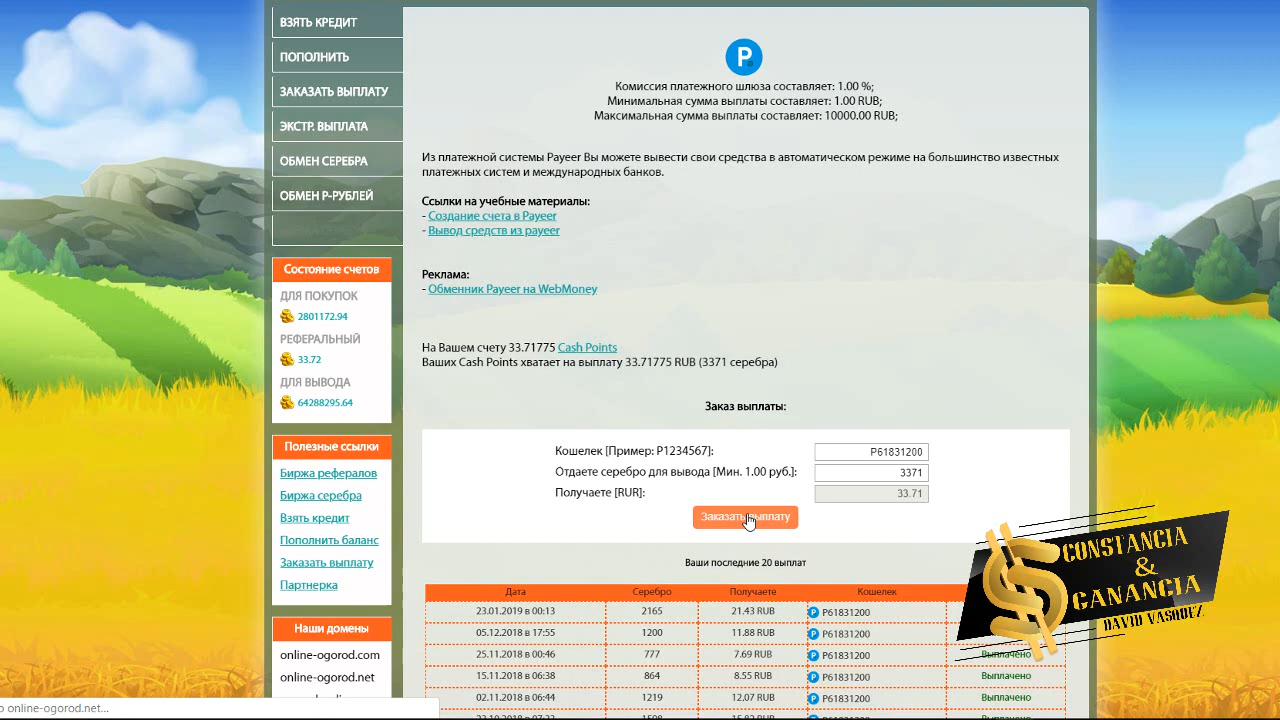 ВЗЯТЬ КРЕДИТ
ПОПОЛНИТЬ
ЗАКАЗАТЬ ВЫПЛАТУ
ЭКСТР. ВЫПЛАТА
ОБМЕН СЕРЕБРА
ОБМЕН P-РУБЛЕЙ
Состояние счетов
ДЛЯ ПОКУПОК
2801172.94
РЕФЕРАЛЬНЫЙ
33.72
ДЛЯ ВЫВОДА
64288295.64
Полезные ссылки
Биржа рефералов
Биржа серебра
Взять кредит
Пополнить баланс
Заказать выплату
Партнерка
Наши домены
online-ogorod.com
online-ogorod.net
online-ogorod.net...
P
Комиссия платежного шлюза составляет: 1.00 %;
Минимальная сумма выплаты составляет: 1.00 RUB;
Максимальная сумма выплаты составляет: 10000.00 RUB;
Из платежной системы Payeer Вы можете вывести свои средства в автоматическом режиме на большинство известных
платежных систем и международных банков.
Ссылки на учебные материалы:
- Создание счета в Payeer
- Вывод средств из payeer
Реклама:
- Обменник Payeer на WebMoney
На Вашем счету 33.71775 Cash Points
Ваших Cash Points хватает на выплату 33.71775 RUB (3371 серебра)
Заказ выплаты:
Кошелек [Пример: P1234567]: P61831200
Отдаете серебро для вывода [Мин. 1.00 руб.]: 3371
Получаете [RUR]: 33.71
Заказать выплату
Ваши последние 20 выплат
Дата Серебро Получаете Кошелек
23.01.2019 в 00:13 2165 21.43 RUB P P61831200
05.12.2018 в 17:55 1200 11.88 RUB P P61831200
25.11.2018 в 00:46 777 7.69 RUB P P61831200 Выплачено
15.11.2018 в 06:38 864 8.55 RUB P P61831200 Выплачено
02.11.2018 в 06:44 1219 12.07 RUB P P61831200 Выплачено
CONSTANCIA
&
GANANCIA
DAVID VASQUEZ